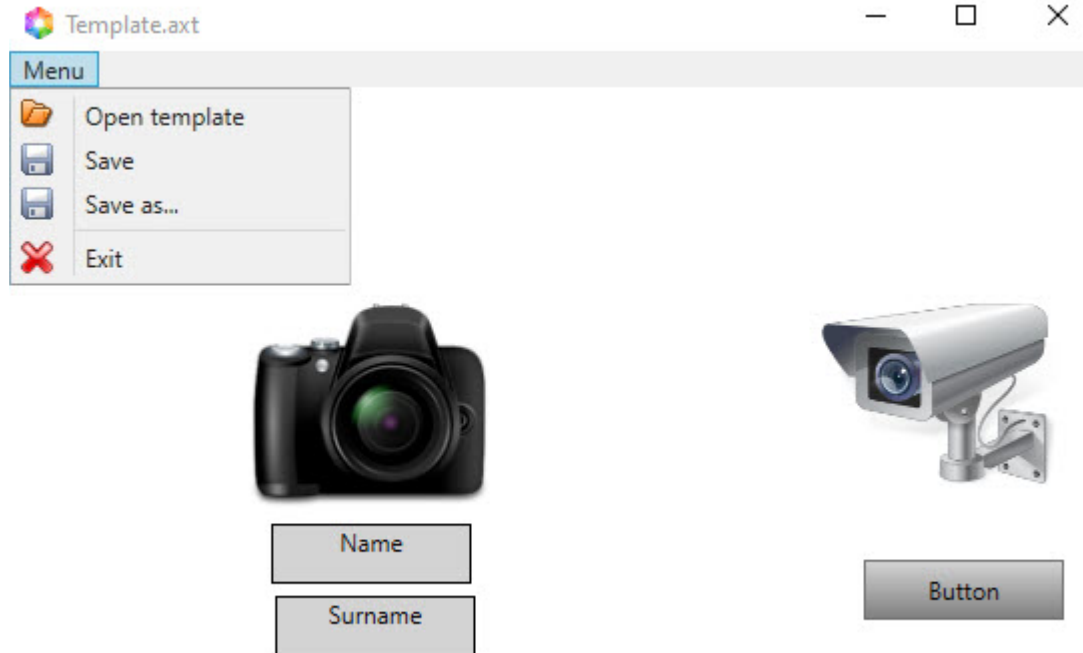 Template.axt
Menu
Open template
Save
Save as...
Exit
Name
Surname
Button